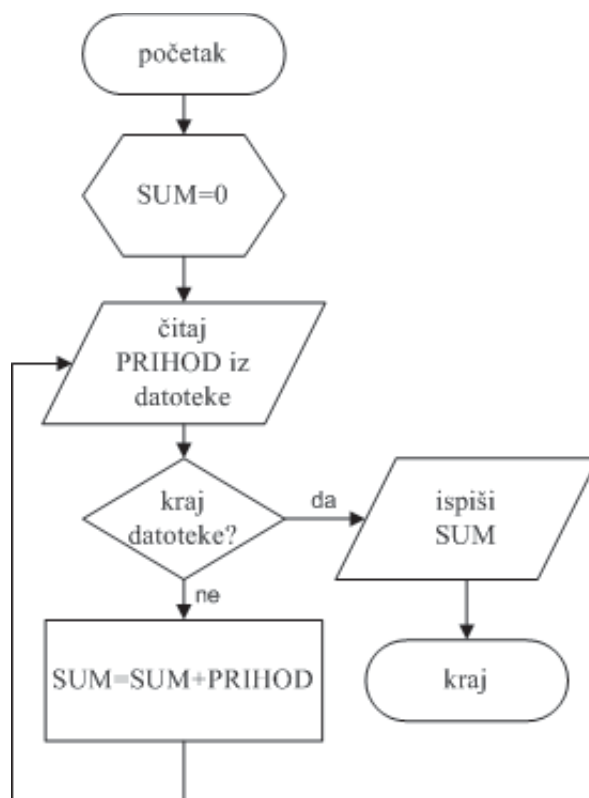 početak
SUM=0
čitaj
PRIHOD iz
datoteke
kraj
datoteke?
da
ispiši
SUM
ne
SUM=SUM+PRIHOD
kraj